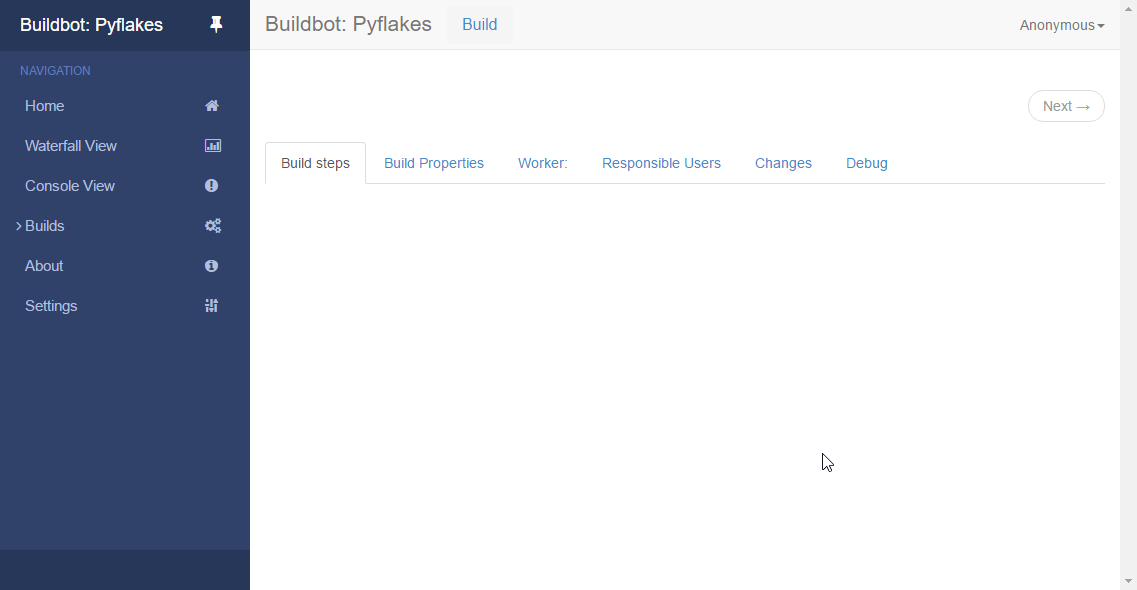 Buildbot: Pyflakes
Buildbot: Pyflakes Build Anonymous
NAVIGATION
Home
Waterfall View
Console View
Builds
About
Settings
Next →
Build steps Build Properties Worker: Responsible Users Changes Debug